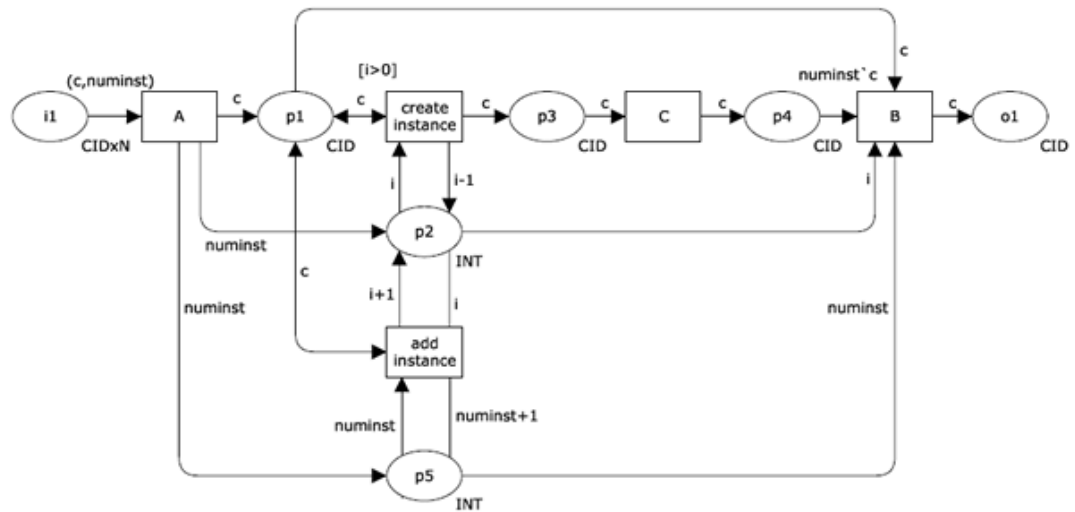 c
(c,numinst)
[i>0]
numinst`c
i1
A
c
p1
c
create
instance
c
p3
c
C
c
p4
B
c
o1
CIDxN
CID
CID
CID
CID
i
i-1
i
numinst
p2
INT
c
i+1
i
numinst
numinst
add
instance
numinst
numinst+1
p5
INT